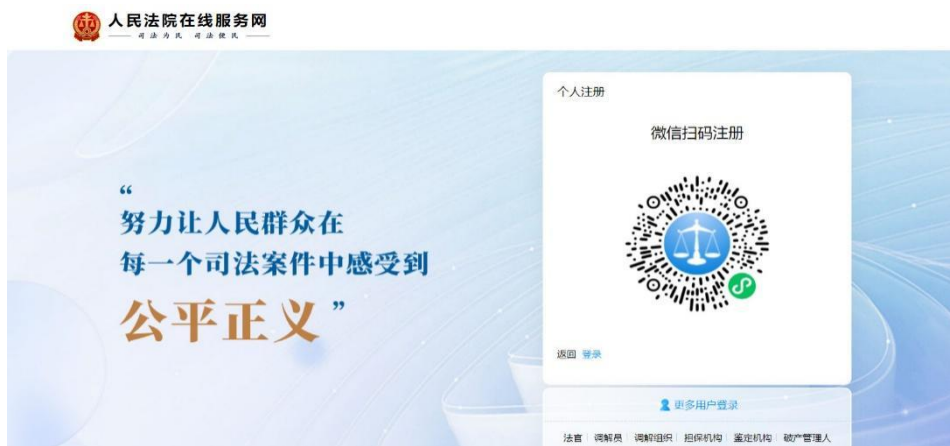 人民法院在线服务网
司法为民 司法便民
个人注册
微信扫码注册
“
努力让人民群众在
每一个司法案件中感受到
公平正义”
返回 登录
更多用户登录
法官 调解员 调解组织 担保机构 鉴定机构 破产管理人